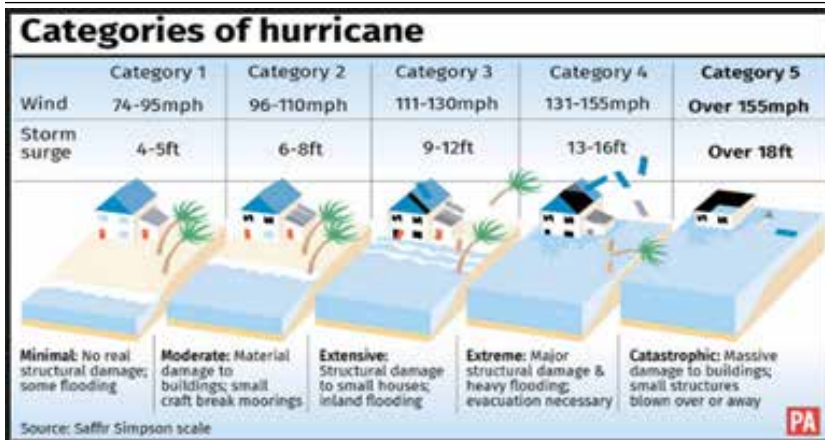 Categories of hurricane
Category 1 Category 2 Category 3 Category 4 Category 5
Wind 74-95mph 96-110mph 111-130mph 131-155mph Over 155mph
Storm
surge 4-5ft 6-8ft 9-12ft 13-16ft Over 18ft
Minimal: No real
structural damage;
some flooding
Moderate: Material
damage to
buildings; small
craft break moorings
Extensive:
Structural damage
to small houses;
inland flooding
Extreme: Major
structural damage &
heavy flooding;
evacuation necessary
Catastrophic: Massive
damage to buildings;
small structures
blown over or away
Source: Saffir Simpson scale
PA